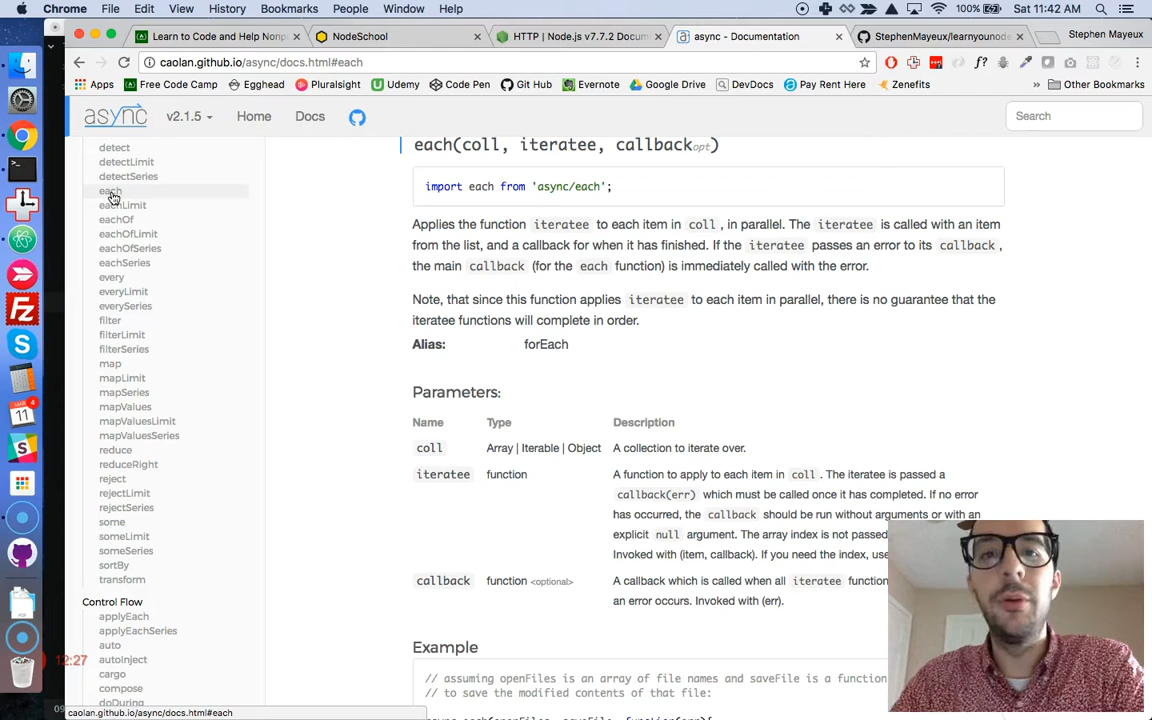 Chrome File Edit View History Bookmarks People Window Help 100% Sat 11:42 AM
Learn to Code and Help Nonp
NodeSchool
HTTP | Node.js v7.7.2 Docum
async - Documentation
StephenMayeux/learnyounode
Stephen Mayeux
caolan.github.io/async/docs.html#each
Apps Free Code Camp Egghead Pluralsight Udemy Code Pen Git Hub Evernote Google Drive DevDocs Pay Rent Here Zenefits » Other Bookmarks
async v2.1.5 Home Docs Search
detect
detectLimit
detectSeries
each
eachLimit
eachOf
eachOfLimit
eachOfSeries
eachSeries
every
everyLimit
everySeries
filter
filterLimit
filterSeries
map
mapLimit
mapSeries
mapValues
mapValuesLimit
mapValuesSeries
reduce
reduceRight
reject
rejectLimit
rejectSeries
some
someLimit
someSeries
sortBy
transform
Control Flow
applyEach
applyEachSeries
auto
autoInject
cargo
compose
doDuring
each(coll, iteratee, callbackopt)
import each from 'async/each';
Applies the function iteratee to each item in coll , in parallel. The iteratee is called with an item
from the list, and a callback for when it has finished. If the iteratee passes an error to its callback ,
the main callback (for the each function) is immediately called with the error.
Note, that since this function applies iteratee to each item in parallel, there is no guarantee that the
iteratee functions will complete in order.
Alias: forEach
Parameters:
Name Type Description
coll Array | Iterable | Object A collection to iterate over.
iteratee function A function to apply to each item in coll . The iteratee is passed a
callback(err) which must be called once it has completed. If no error
has occurred, the callback should be run without arguments or with an
explicit null argument. The array index is not passed
Invoked with (item, callback). If you need the index, use
callback function <optional> A callback which is called when all iteratee function
an error occurs. Invoked with (err).
Example
// assuming openFiles is an array of file names and saveFile is a function
// to save the modified contents of that file:
async.each(openFiles, saveFile, function(err){
caolan.github.io/async/docs.html#each
12:27
MAR
4
11